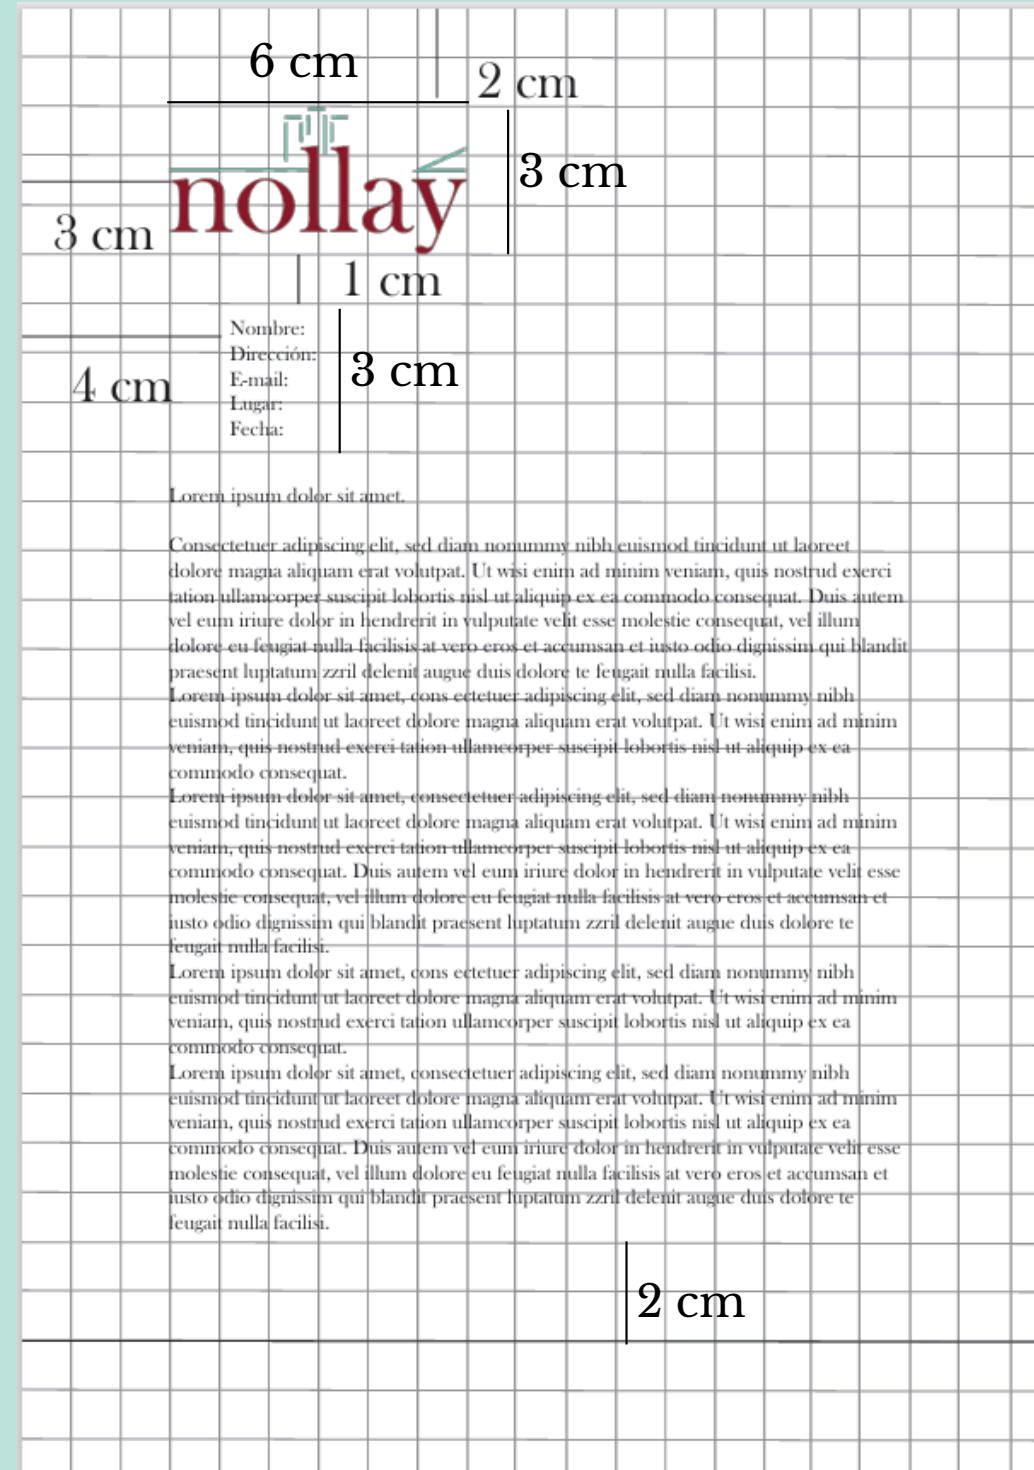 6 cm
2 cm
nollay
3 cm
3 cm
1 cm
Nombre:
Dirección:
E-mail:
Lugar:
Fecha:
3 cm
4 cm
Lorem ipsum dolor sit amet.
Consectetuer adipiscing elit, sed diam nonummy nibh euismod tincidunt ut laoreet
dolore magna aliquam erat volutpat. Ut wisi enim ad minim veniam, quis nostrud exerci
tation ullamcorper suscipit lobortis nisl ut aliquip ex ea commodo consequat. Duis autem
vel eum iriure dolor in hendrerit in vulputate velit esse molestie consequat, vel illum
dolore eu feugiat nulla facilisis at vero eros et accumsan et iusto odio dignissim qui blandit
praesent luptatum zzril delenit augue duis dolore te feugait nulla facilisi.
Lorem ipsum dolor sit amet, cons ectetuer adipiscing elit, sed diam nonummy nibh
euismod tincidunt ut laoreet dolore magna aliquam erat volutpat. Ut wisi enim ad minim
veniam, quis nostrud exerci tation ullamcorper suscipit lobortis nisl ut aliquip ex ea
commodo consequat.
Lorem ipsum dolor sit amet, consectetuer adipiscing elit, sed diam nonummy nibh
euismod tincidunt ut laoreet dolore magna aliquam erat volutpat. Ut wisi enim ad minim
veniam, quis nostrud exerci tation ullamcorper suscipit lobortis nisl ut aliquip ex ea
commodo consequat. Duis autem vel eum iriure dolor in hendrerit in vulputate velit esse
molestie consequat, vel illum dolore eu feugiat nulla facilisis at vero eros et accumsan et
iusto odio dignissim qui blandit praesent luptatum zzril delenit augue duis dolore te
feugait nulla facilisi.
Lorem ipsum dolor sit amet, cons ectetuer adipiscing elit, sed diam nonummy nibh
euismod tincidunt ut laoreet dolore magna aliquam erat volutpat. Ut wisi enim ad minim
veniam, quis nostrud exerci tation ullamcorper suscipit lobortis nisl ut aliquip ex ea
commodo consequat.
Lorem ipsum dolor sit amet, consectetuer adipiscing elit, sed diam nonummy nibh
euismod tincidunt ut laoreet dolore magna aliquam erat volutpat. Ut wisi enim ad minim
veniam, quis nostrud exerci tation ullamcorper suscipit lobortis nisl ut aliquip ex ea
commodo consequat. Duis autem vel eum iriure dolor in hendrerit in vulputate velit esse
molestie consequat, vel illum dolore eu feugiat nulla facilisis at vero eros et accumsan et
iusto odio dignissim qui blandit praesent luptatum zzril delenit augue duis dolore te
feugait nulla facilisi.
2 cm